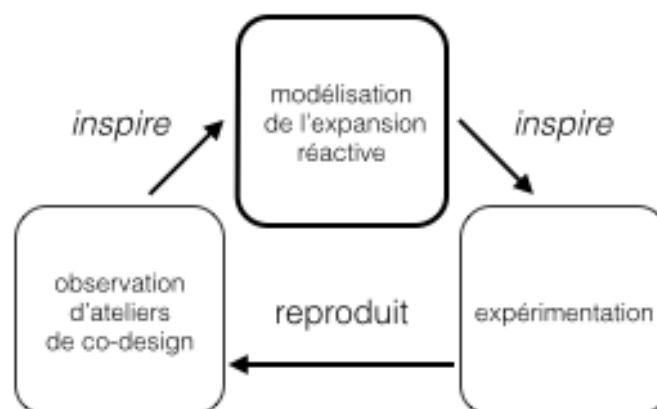 modélisation
de l'expansion
réactive
inspire
inspire
observation
d'ateliers
de co-design
reproduit
expérimentation